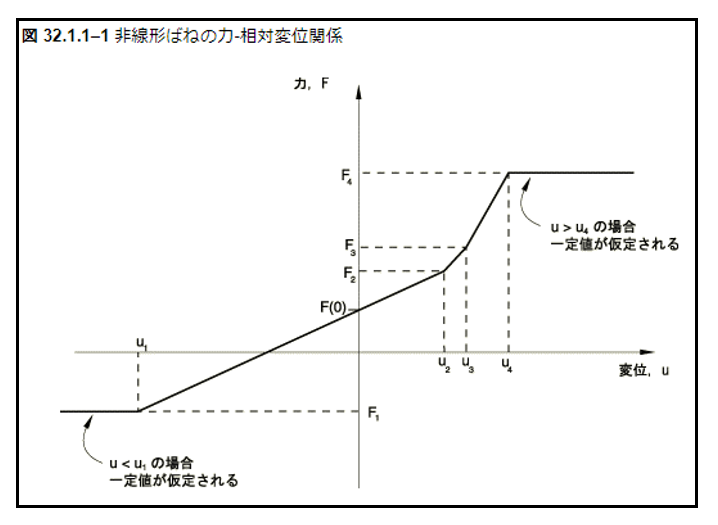 図 32.1.1–1 非線形ばねの力-相対変位関係
力, F
F₄
u > u₄ の場合
一定値が仮定される
F₃
F₂
F(0)
u₁
u₂
u₃
u₄
変位, u
F₁
u < u₁ の場合
一定値が仮定される